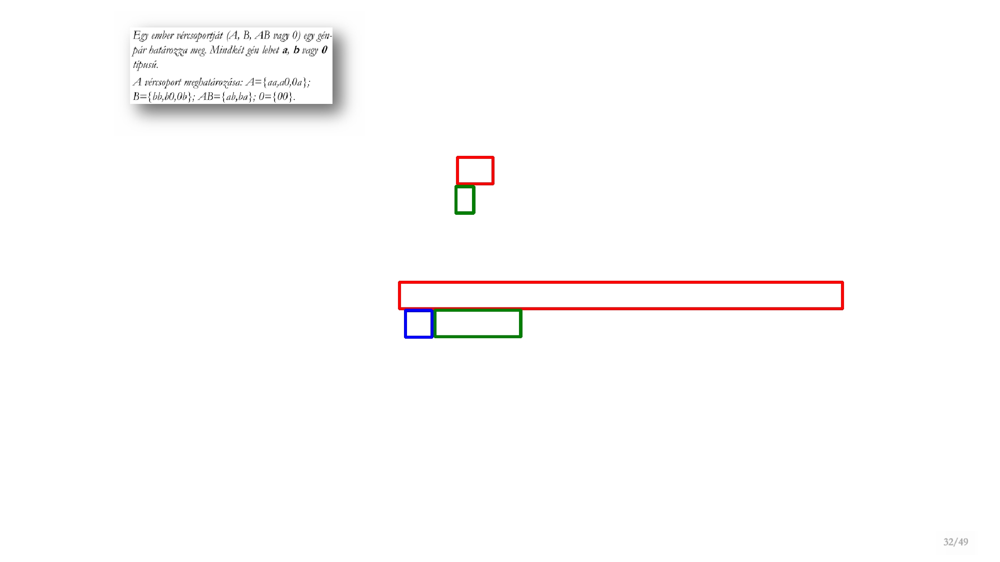 Egy ember vércsoportját (A, B, AB vagy 0) egy gén-
pár határozza meg. Mindkét gén lehet a, b vagy 0
típusú.
A vércsoport meghatározása: A={aa,a0,0a};
B={bb,b0,0b}; AB={ab,ba}; 0={00}.
32/49